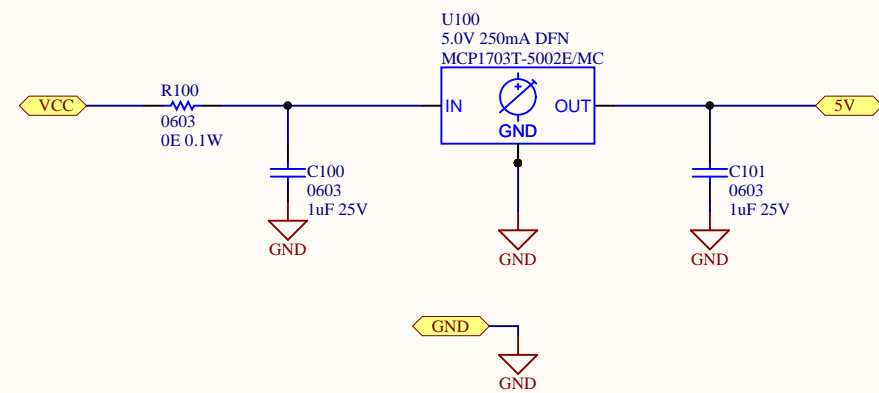 U100
5.0V 250mA DFN
MCP1703T-5002E/MC
VCC
R100
0603
0E 0.1W
IN
OUT
GND
5V
C100
0603
1uF 25V
GND
GND
C101
0603
1uF 25V
GND
GND
GND